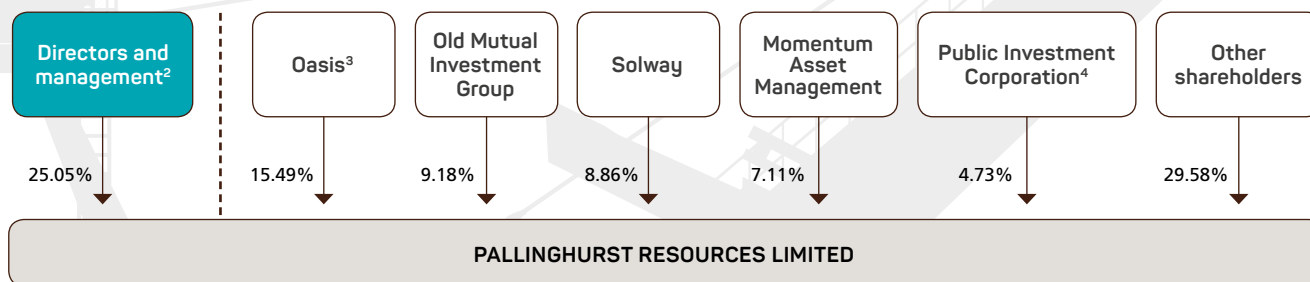 Directors and
management²
Oasis³
Old Mutual
Investment
Group
Solway
Momentum
Asset
Management
Public Investment
Corporation⁴
Other
shareholders
25.05%
15.49%
9.18%
8.86%
7.11%
4.73%
29.58%
PALLINGHURST RESOURCES LIMITED